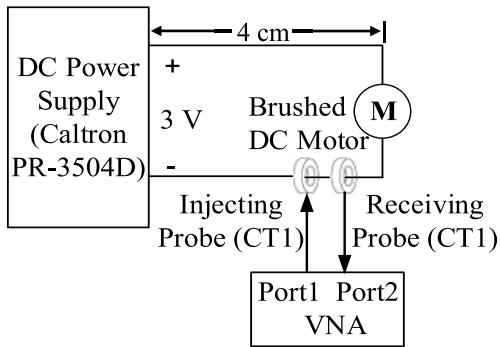 4 cm
DC Power
Supply
(Caltron
PR-3504D)
+
3 V
-
Brushed
DC Motor
M
Injecting
Probe (CT1)
Receiving
Probe (CT1)
Port1 Port2
VNA